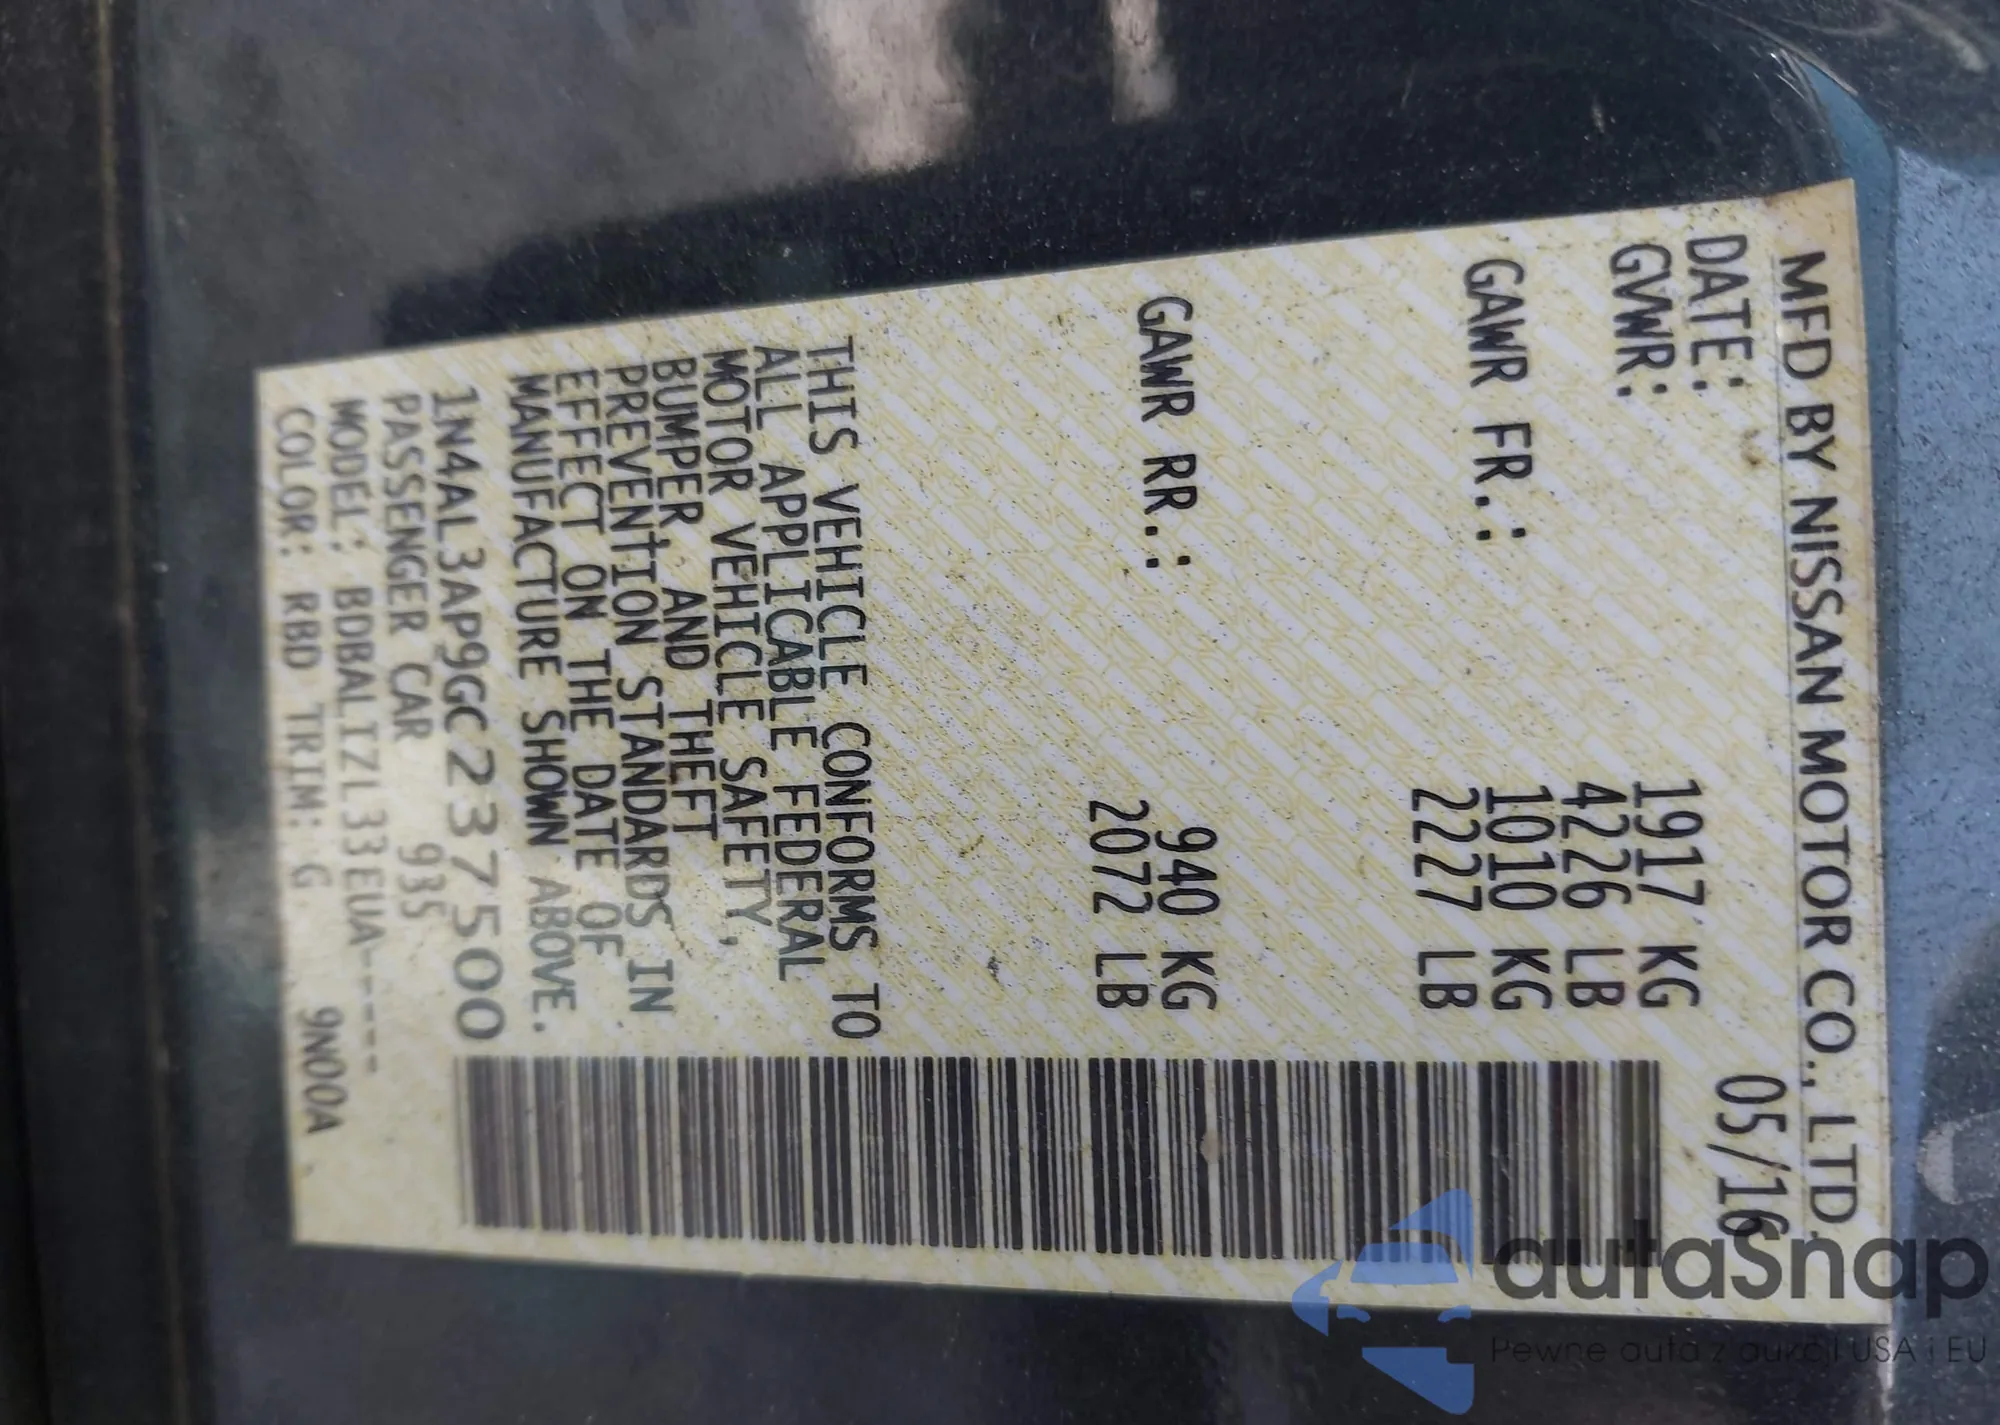 MFD BY NISSAN MOTOR CO., LTD.
DATE: 05/16
GVWR: 1917 KG
4226 LB
GAWR FR.: 1010 KG
2227 LB
GAWR RR.: 940 KG
2072 LB
THIS VEHICLE CONFORMS TO
ALL APPLICABLE FEDERAL
MOTOR VEHICLE SAFETY,
BUMPER, AND THEFT
PREVENTION STANDARDS IN
EFFECT ON THE DATE OF
MANUFACTURE SHOWN ABOVE.
1N4AL3AP9GC237500
PASSENGER CAR 935
MODEL: BDBALIZL33EUA-----
COLOR: RBD TRIM: G 9N00A
autaSnap
Pewne auta z aukcji USA i EU